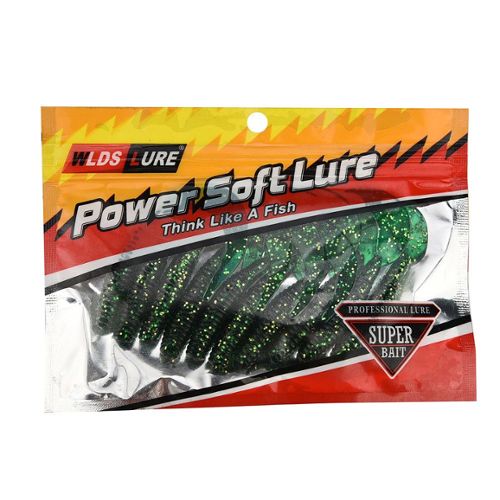 WLDS LURE®
Power Soft Lure
Think Like A Fish
PROFESSIONAL LURE
SUPER
BAIT